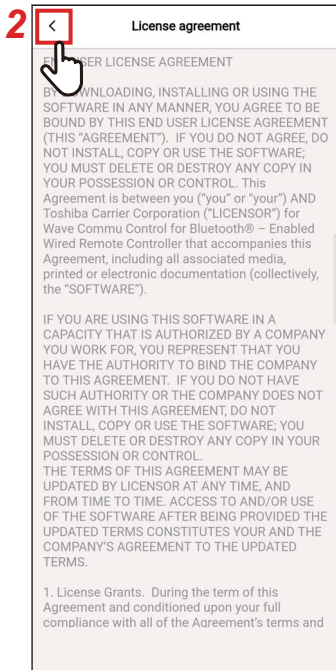 2
License agreement
END USER LICENSE AGREEMENT
BY DOWNLOADING, INSTALLING OR USING THE
SOFTWARE IN ANY MANNER, YOU AGREE TO BE
BOUND BY THIS END USER LICENSE AGREEMENT
(THIS "AGREEMENT").  IF YOU DO NOT AGREE, DO
NOT INSTALL, COPY OR USE THE SOFTWARE;
YOU MUST DELETE OR DESTROY ANY COPY IN
YOUR POSSESSION OR CONTROL. This
Agreement is between you ("you" or "your") AND
Toshiba Carrier Corporation ("LICENSOR") for
Wave Commu Control for Bluetooth® – Enabled
Wired Remote Controller that accompanies this
Agreement, including all associated media,
printed or electronic documentation (collectively,
the "SOFTWARE").
IF YOU ARE USING THIS SOFTWARE IN A
CAPACITY THAT IS AUTHORIZED BY A COMPANY
YOU WORK FOR, YOU REPRESENT THAT YOU
HAVE THE AUTHORITY TO BIND THE COMPANY
TO THIS AGREEMENT.  IF YOU DO NOT HAVE
SUCH AUTHORITY OR THE COMPANY DOES NOT
AGREE WITH THIS AGREEMENT, DO NOT
INSTALL, COPY OR USE THE SOFTWARE; YOU
MUST DELETE OR DESTROY ANY COPY IN YOUR
POSSESSION OR CONTROL.
THE TERMS OF THIS AGREEMENT MAY BE
UPDATED BY LICENSOR AT ANY TIME, AND
FROM TIME TO TIME. ACCESS TO AND/OR USE
OF THE SOFTWARE AFTER BEING PROVIDED THE
UPDATED TERMS CONSTITUTES YOUR AND THE
COMPANY'S AGREEMENT TO THE UPDATED
TERMS.
1. License Grants.  During the term of this
Agreement and conditioned upon your full
compliance with all of the Agreement's terms and